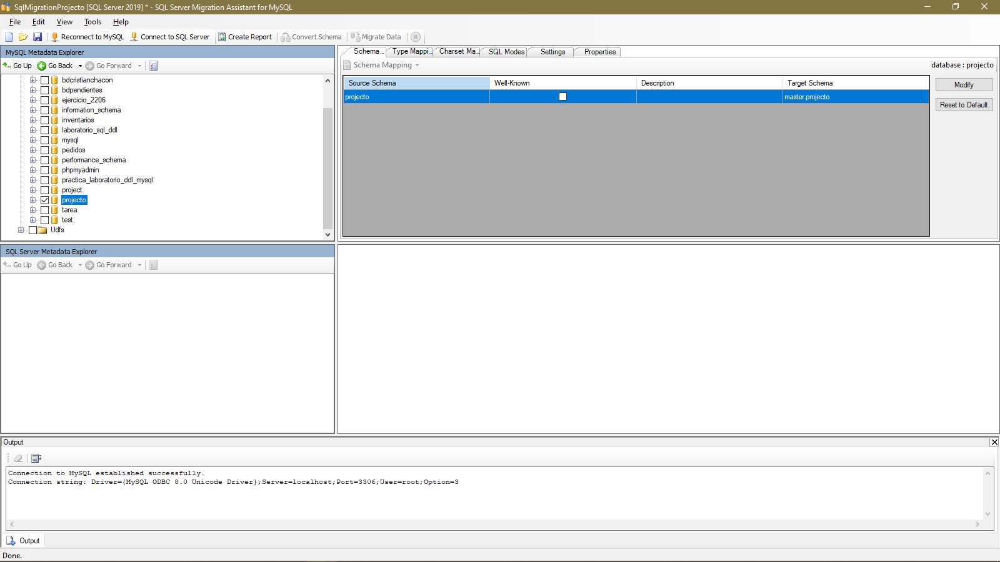 SqlMigrationProjecto [SQL Server 2019] * - SQL Server Migration Assistant for MySQL
File Edit View Tools Help
Reconnect to MySQL Connect to SQL Server Create Report Convert Schema Migrate Data
MySQL Metadata Explorer
Go Up Go Back Go Forward
bdcristianchacon
bdpendientes
ejercicio_2206
information_schema
inventarios
laboratorio_sql_ddl
mysql
pedidos
performance_schema
phpmyadmin
practica_laboratorio_ddl_mysql
project
projecto
tarea
test
Udfs
Schema... Type Mappi... Charset Ma... SQL Modes Settings Properties
Schema Mapping database : projecto
Source Schema Well-Known Description Target Schema
projecto master.projecto
Modify
Reset to Default
SQL Server Metadata Explorer
Go Up Go Back Go Forward
Output
Connection to MySQL established successfully.
Connection string: Driver={MySQL ODBC 8.0 Unicode Driver};Server=localhost;Port=3306;User=root;Option=3
Output
Done.